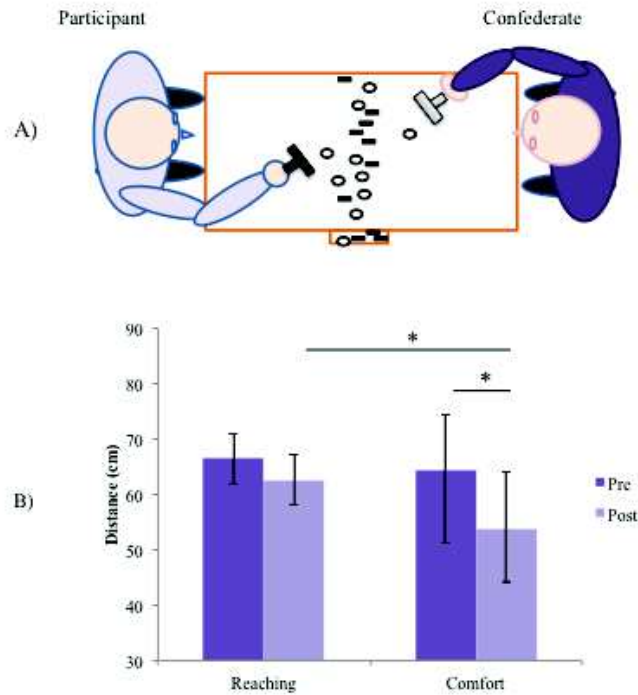 Participant
Confederate
A)
B)
Distance (cm)
90
80
70
60
50
40
30
*
*
Pre
Post
Reaching
Comfort